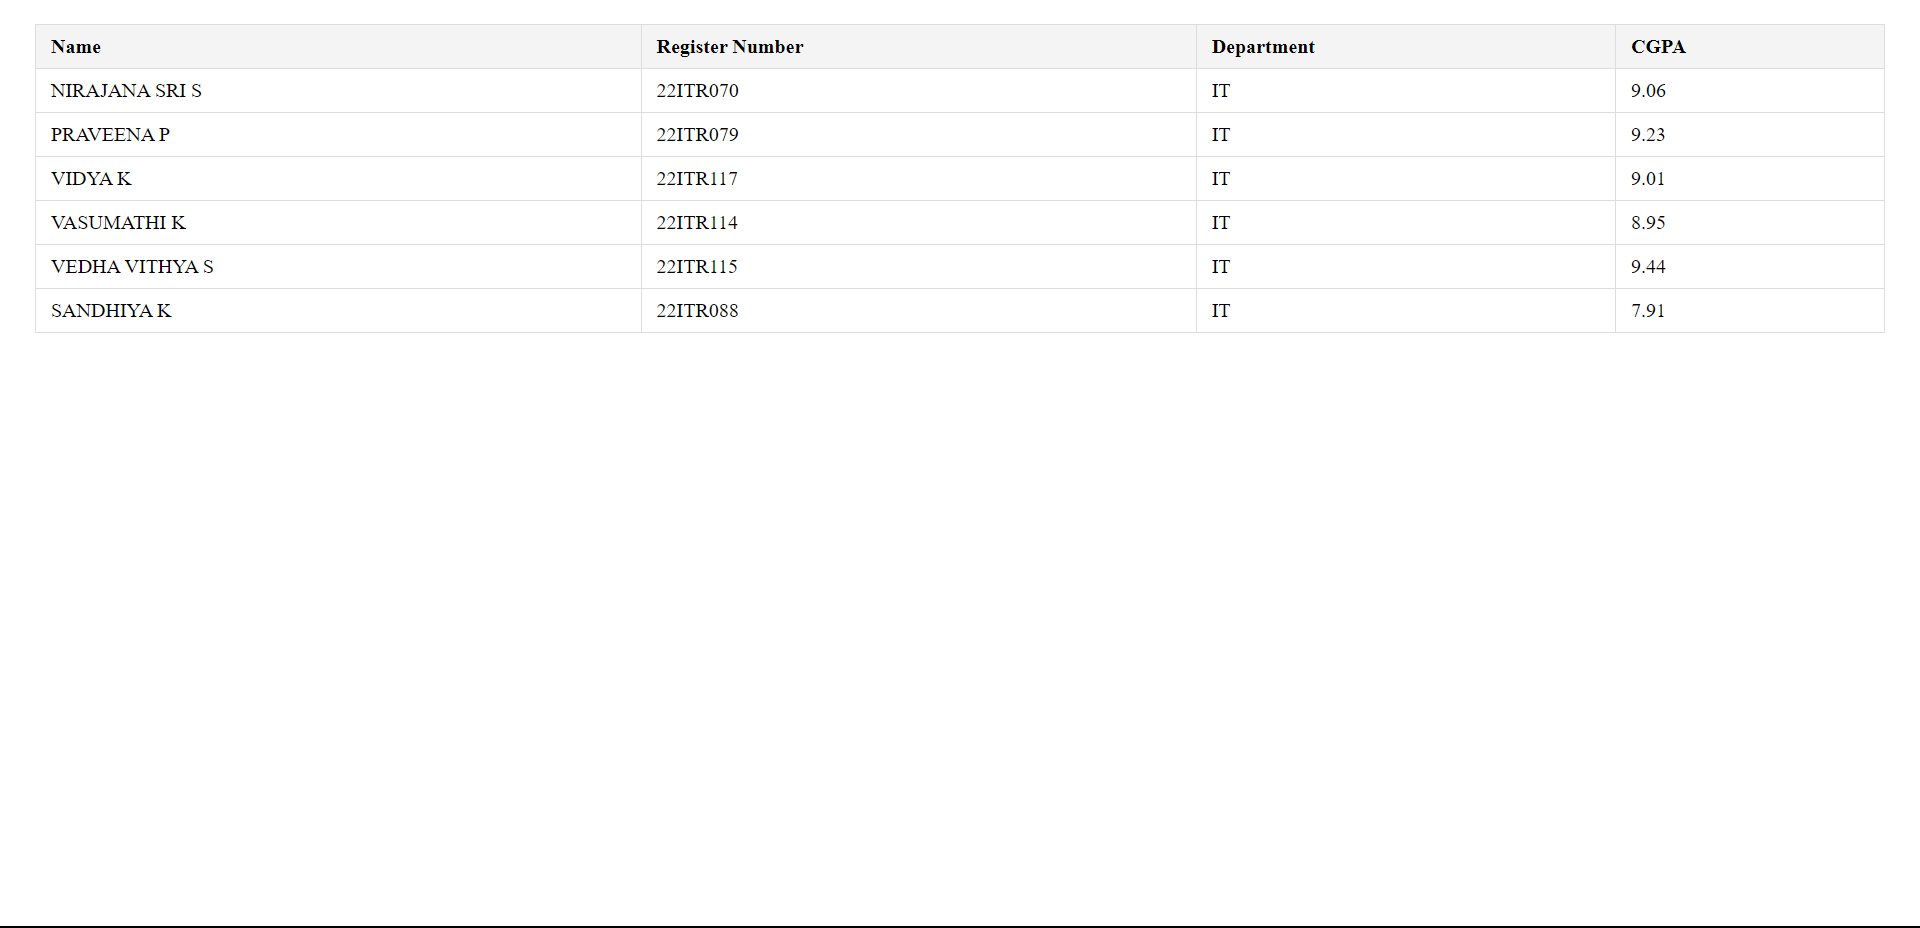 Name Register Number Department CGPA
NIRAJANA SRI S 22ITR070 IT 9.06
PRAVEENA P 22ITR079 IT 9.23
VIDYA K 22ITR117 IT 9.01
VASUMATHI K 22ITR114 IT 8.95
VEDHA VITHYA S 22ITR115 IT 9.44
SANDHIYA K 22ITR088 IT 7.91